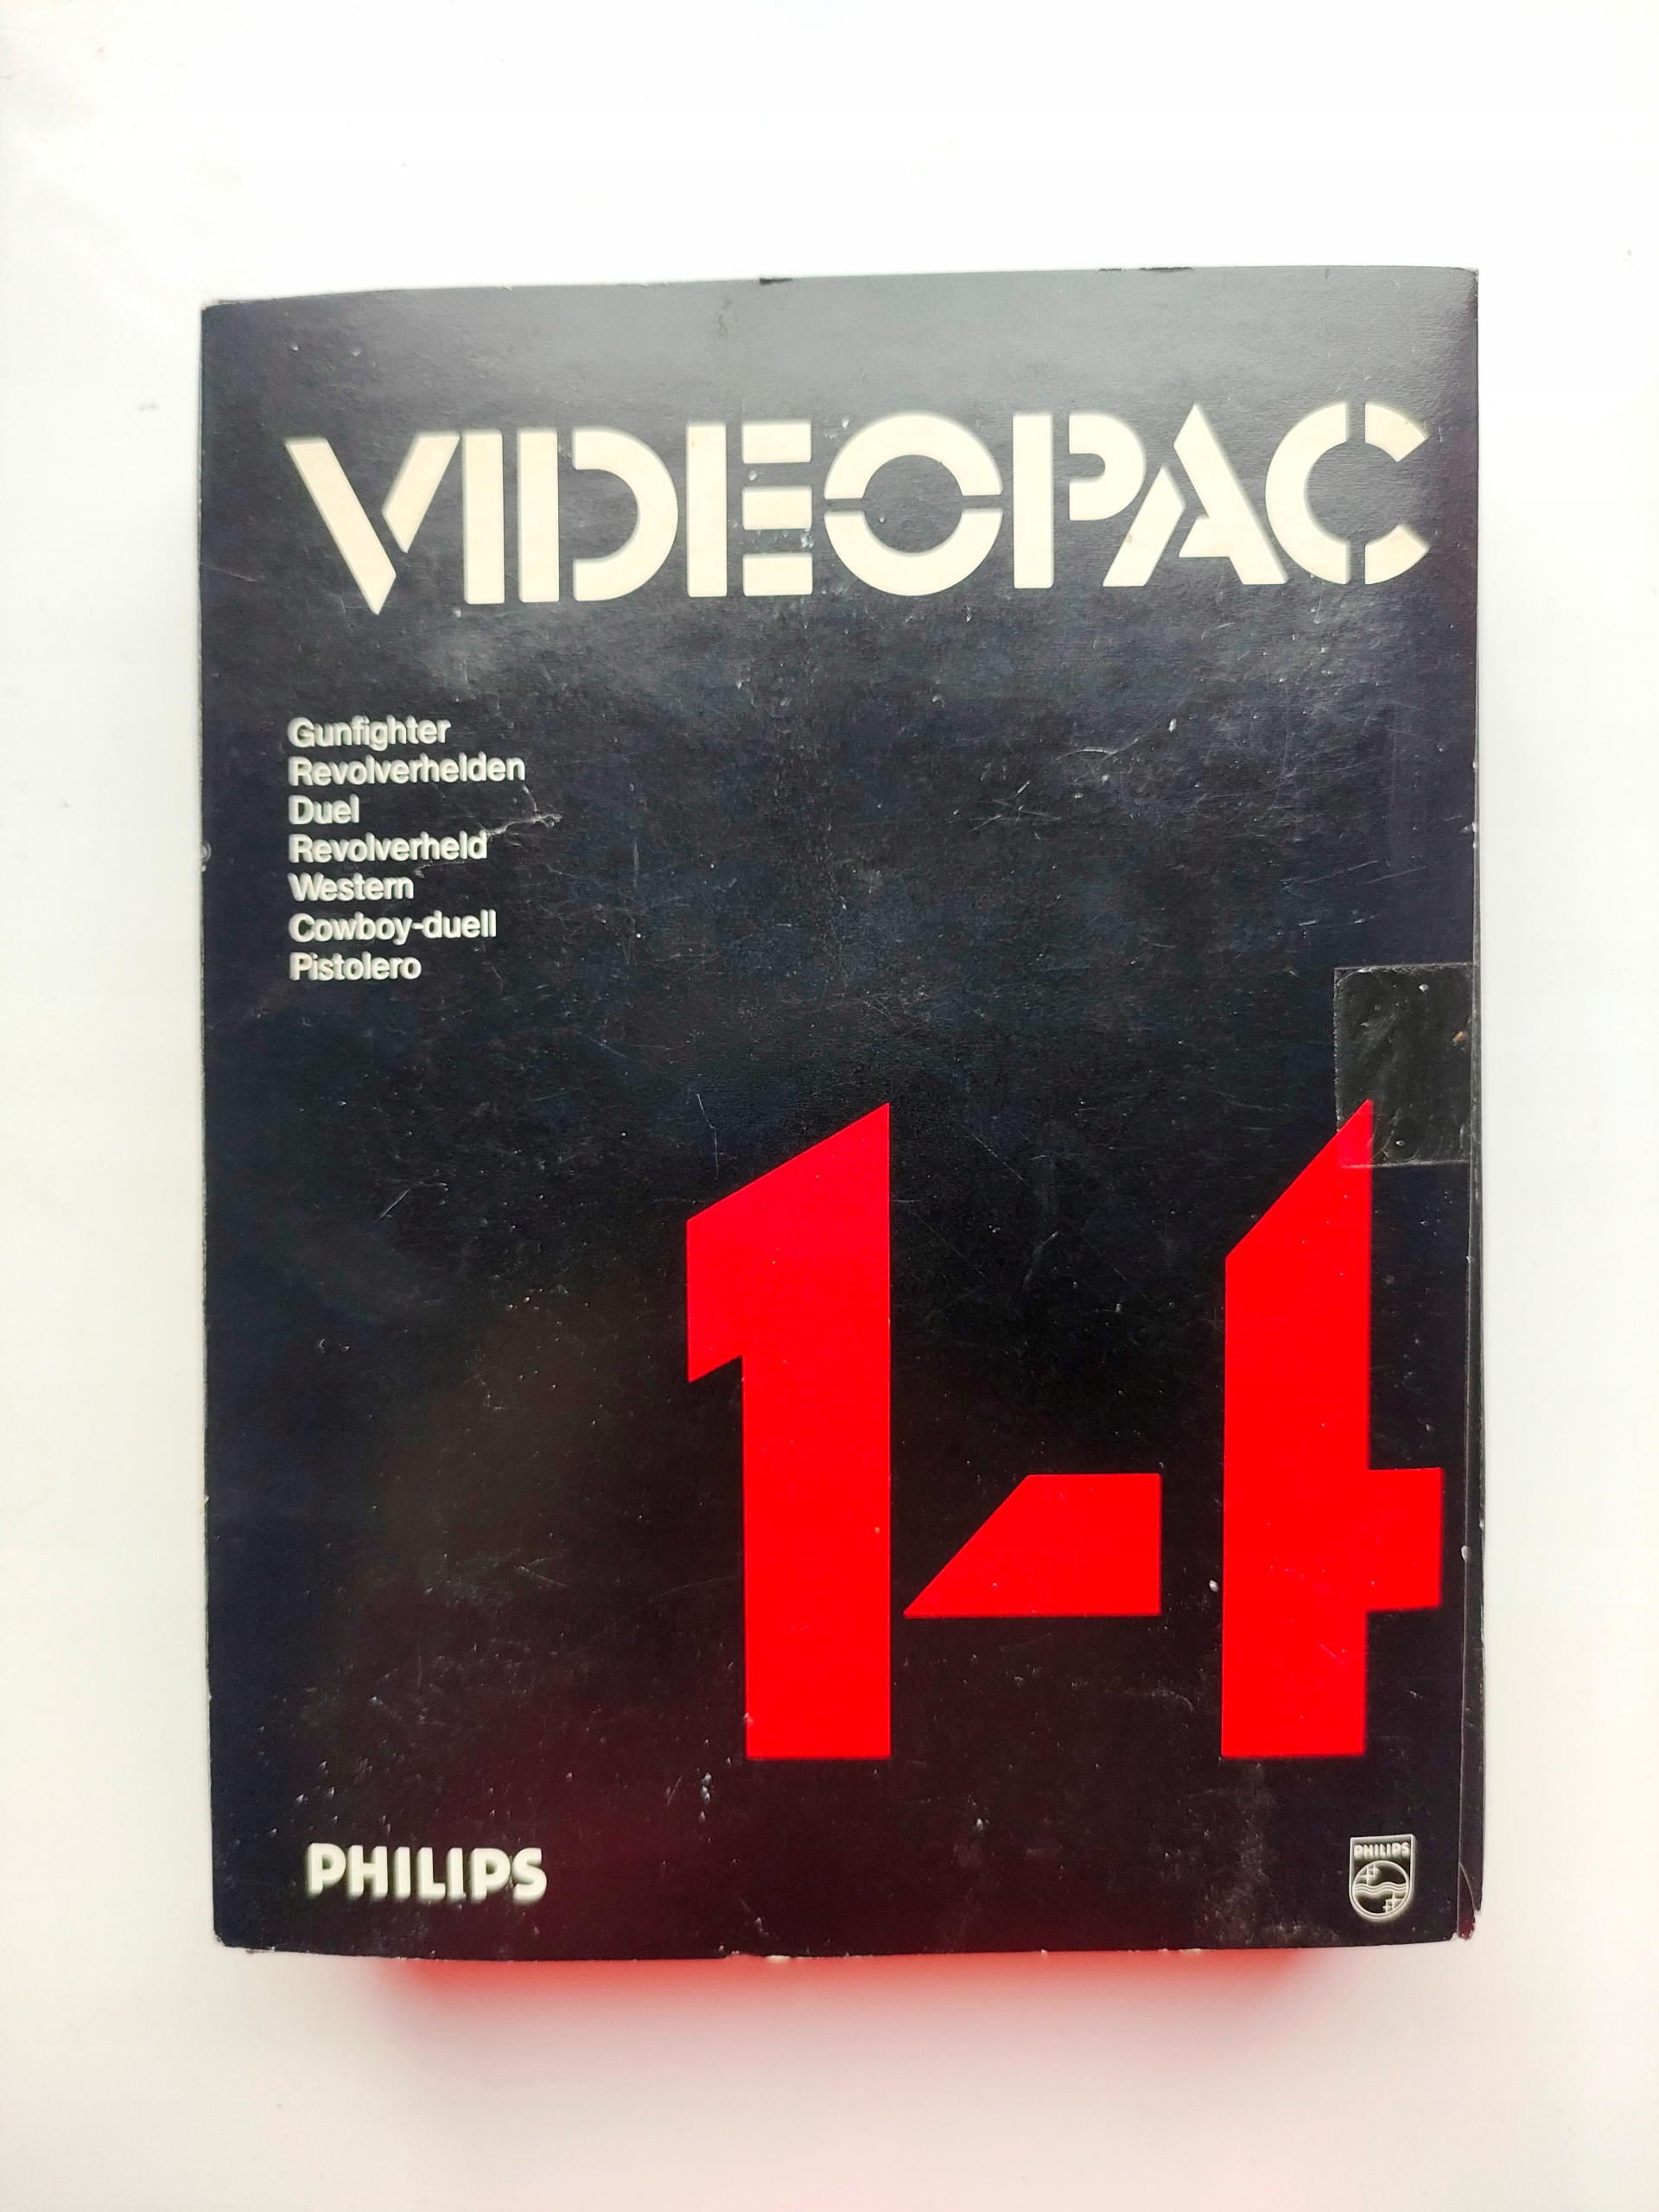 VIDEOPAC
Gunfighter
Revolverhelden
Duel
Revolverheld
Western
Cowboy-duell
Pistolero
14
PHILIPS
PHILIPS